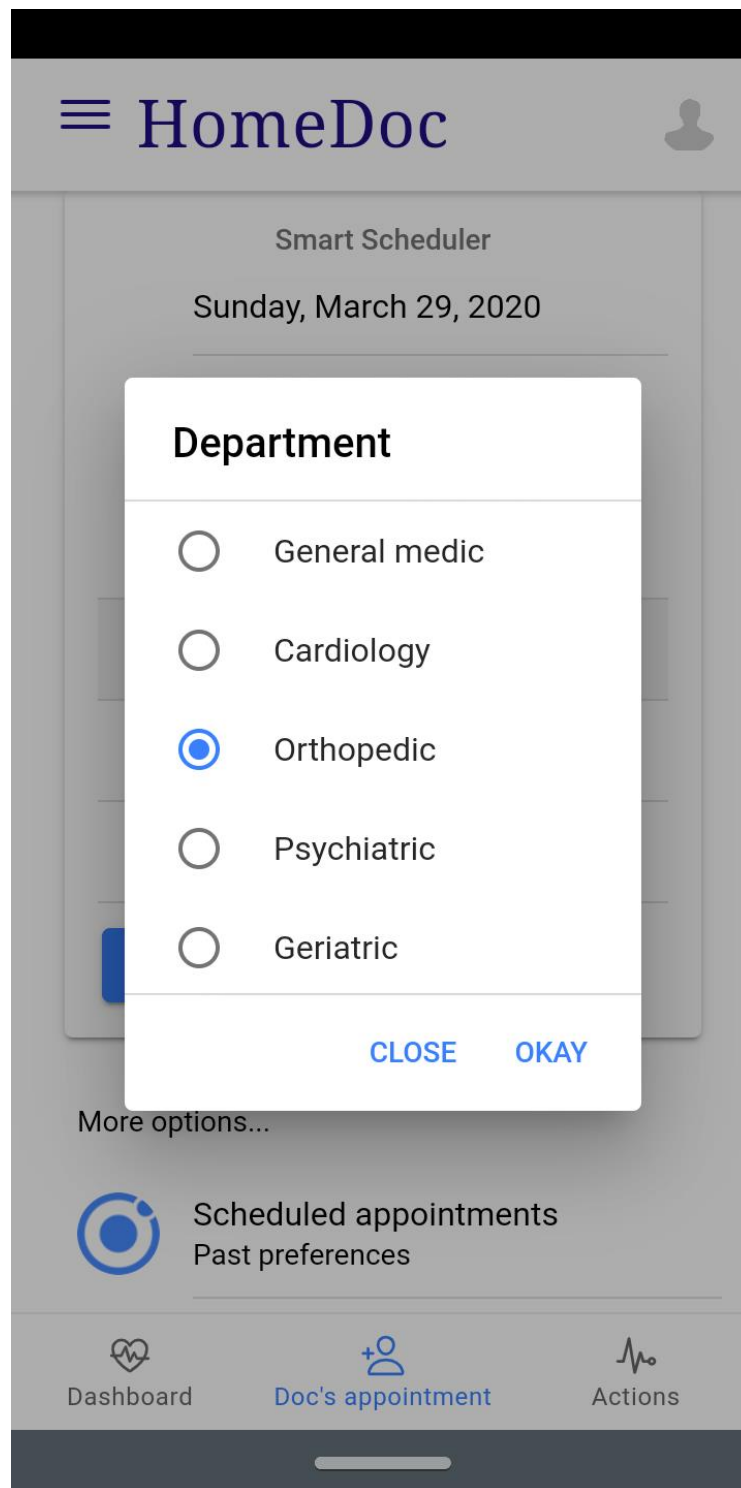 HomeDoc
Smart Scheduler
Sunday, March 29, 2020
Department
General medic
Cardiology
Orthopedic
Psychiatric
Geriatric
CLOSE OKAY
More options...
Scheduled appointments
Past preferences
Dashboard Doc's appointment Actions